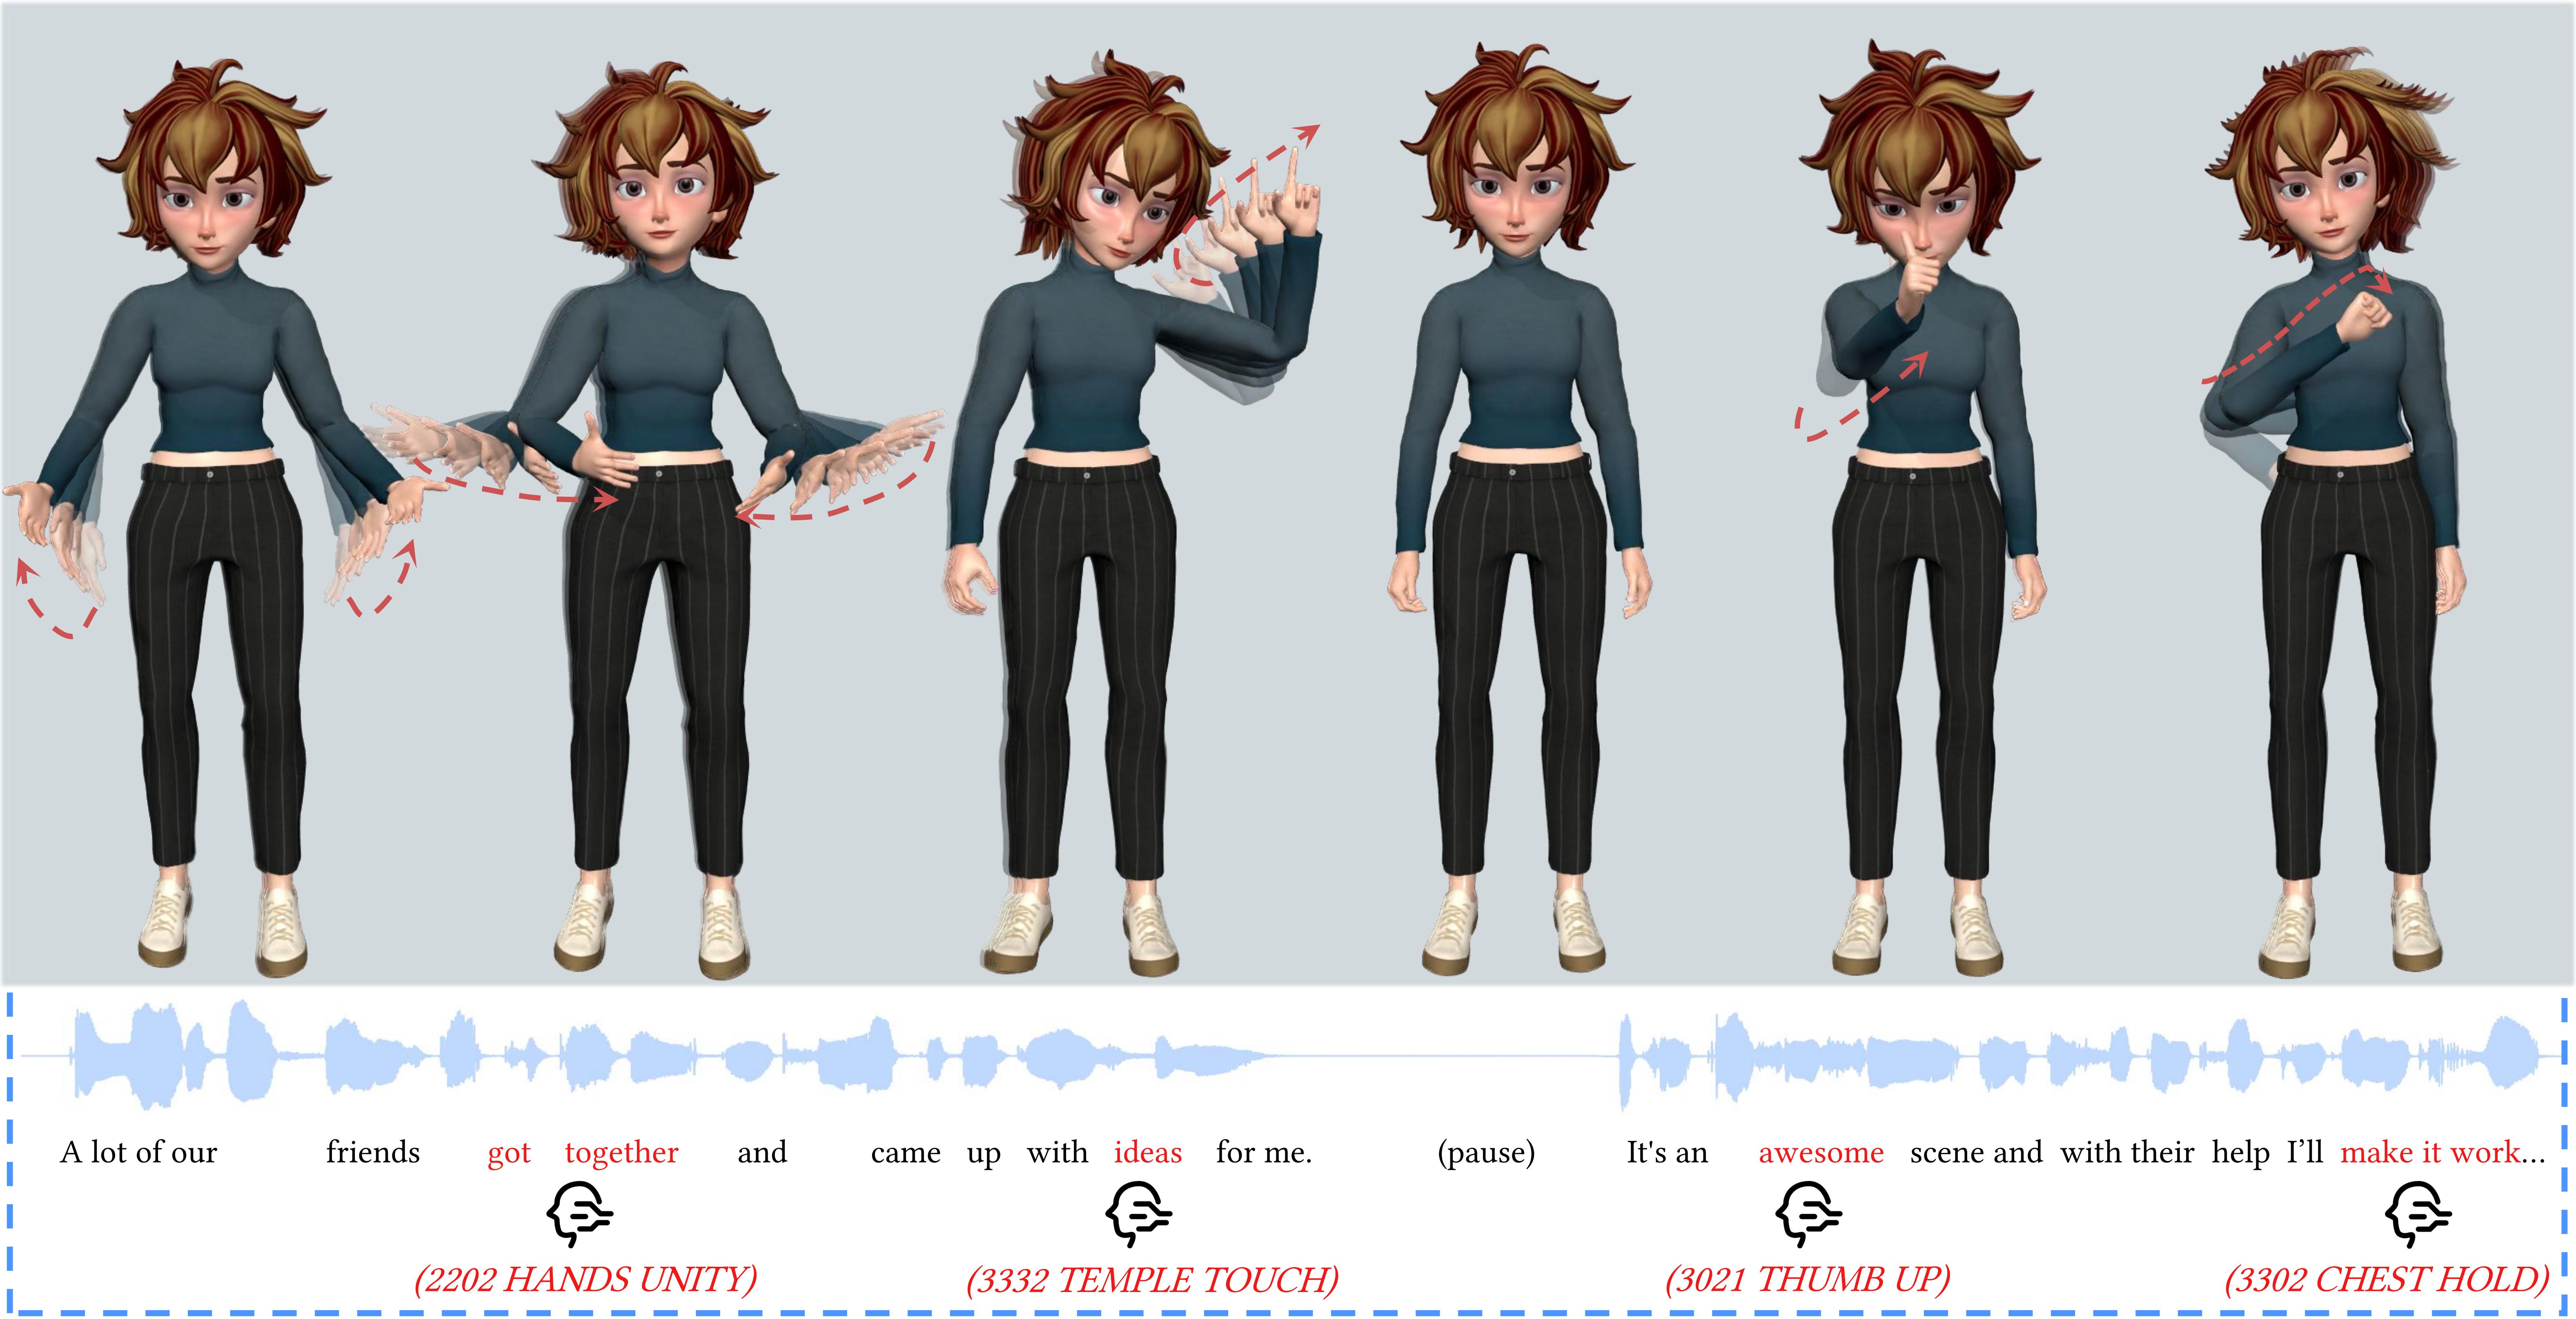 A lot of our friends got together and came up with ideas for me. (pause) It's an awesome scene and with their help I’ll make it work...
(2202 HANDS UNITY) (3332 TEMPLE TOUCH) (3021 THUMB UP) (3302 CHEST HOLD)